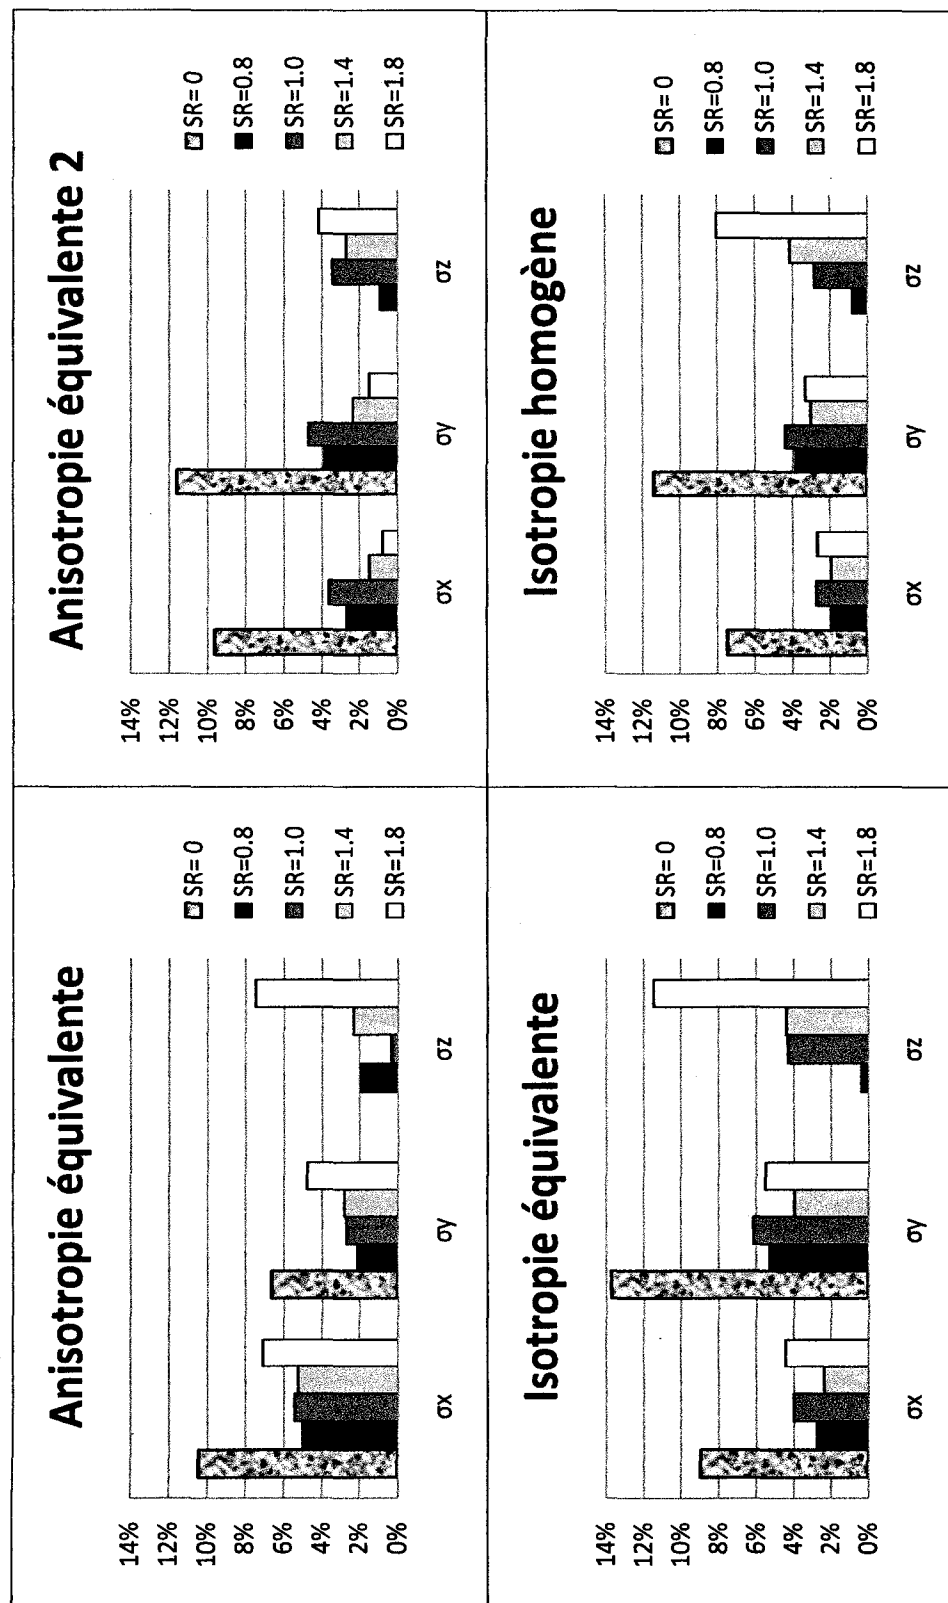 Anisotropie équivalente
14%
12%
10%
8%
6%
4%
2%
0%
σx
σy
σz
SR= 0
SR=0.8
SR=1.0
SR=1.4
SR=1.8
Anisotropie équivalente 2
14%
12%
10%
8%
6%
4%
2%
0%
σx
σy
σz
SR= 0
SR=0.8
SR=1.0
SR=1.4
SR=1.8
Isotropie équivalente
14%
12%
10%
8%
6%
4%
2%
0%
σx
σy
σz
SR= 0
SR=0.8
SR=1.0
SR=1.4
SR=1.8
Isotropie homogène
14%
12%
10%
8%
6%
4%
2%
0%
σx
σy
σz
SR= 0
SR=0.8
SR=1.0
SR=1.4
SR=1.8